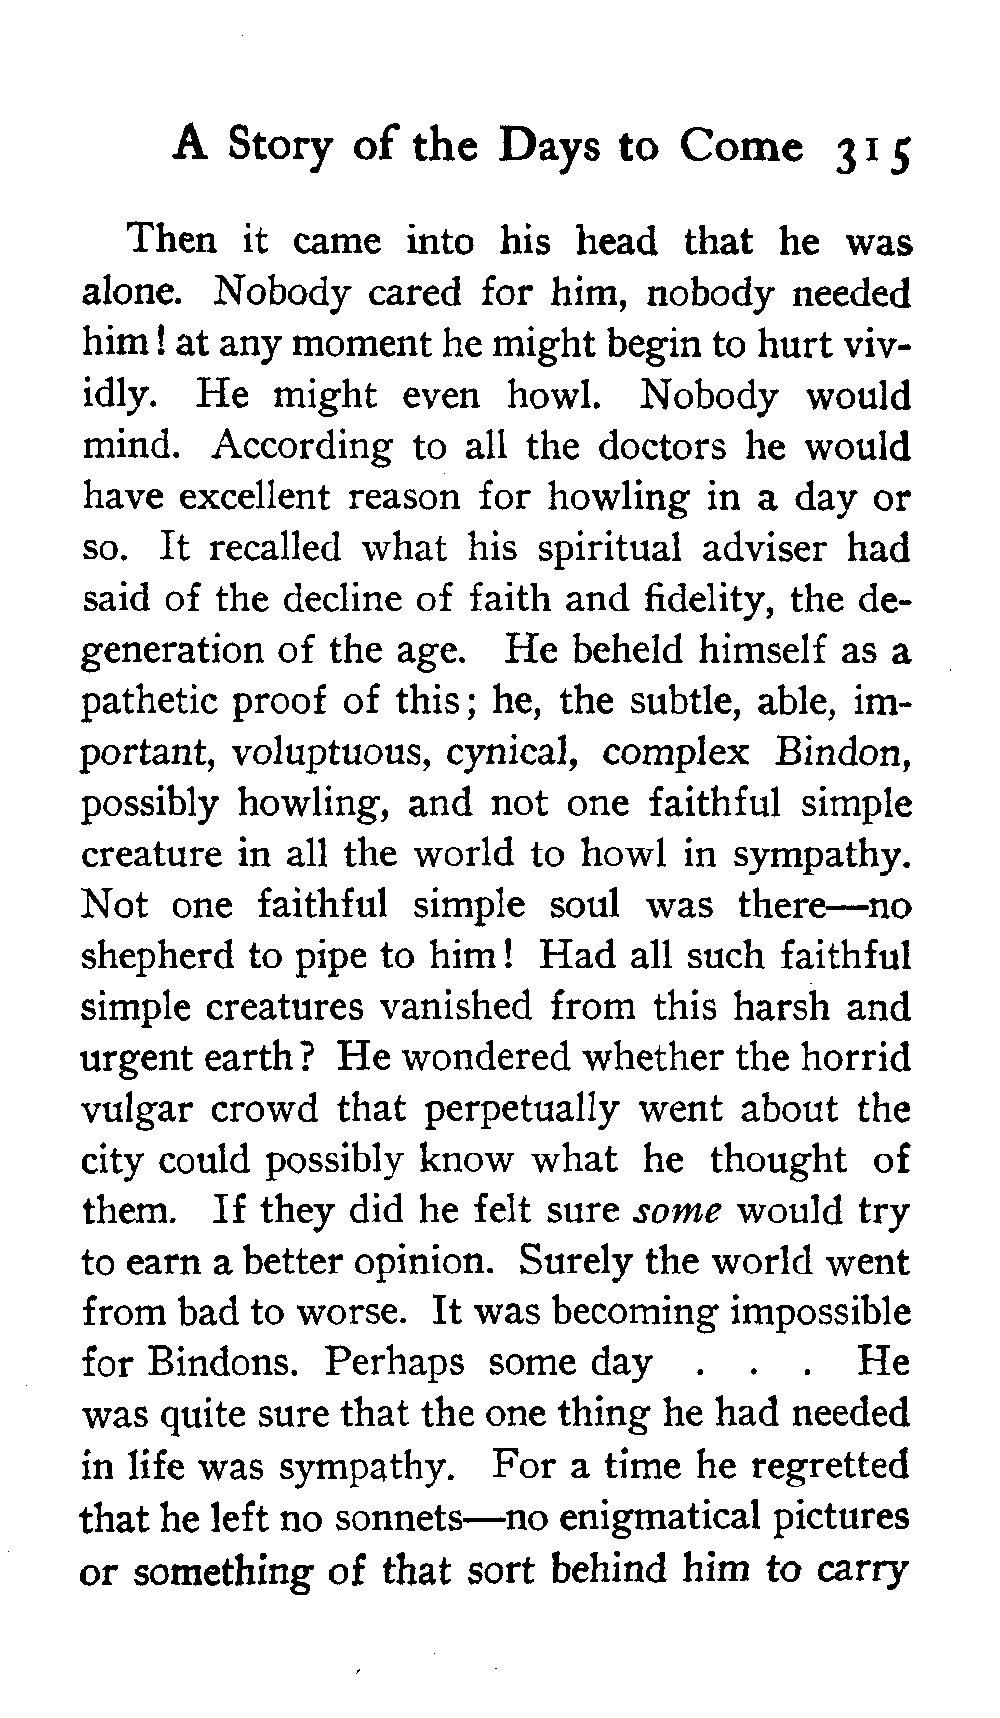 A Story of the Days to Come 315
Then it came into his head that he was
alone. Nobody cared for him, nobody needed
him! at any moment he might begin to hurt viv-
idly. He might even howl. Nobody would
mind. According to all the doctors he would
have excellent reason for howling in a day or
so. It recalled what his spiritual adviser had
said of the decline of faith and fidelity, the de-
generation of the age. He beheld himself as a
pathetic proof of this; he, the subtle, able, im-
portant, voluptuous, cynical, complex Bindon,
possibly howling, and not one faithful simple
creature in all the world to howl in sympathy.
Not one faithful simple soul was there—no
shepherd to pipe to him! Had all such faithful
simple creatures vanished from this harsh and
urgent earth? He wondered whether the horrid
vulgar crowd that perpetually went about the
city could possibly know what he thought of
them. If they did he felt sure some would try
to earn a better opinion. Surely the world went
from bad to worse. It was becoming impossible
for Bindons. Perhaps some day . . . He
was quite sure that the one thing he had needed
in life was sympathy. For a time he regretted
that he left no sonnets—no enigmatical pictures
or something of that sort behind him to carry